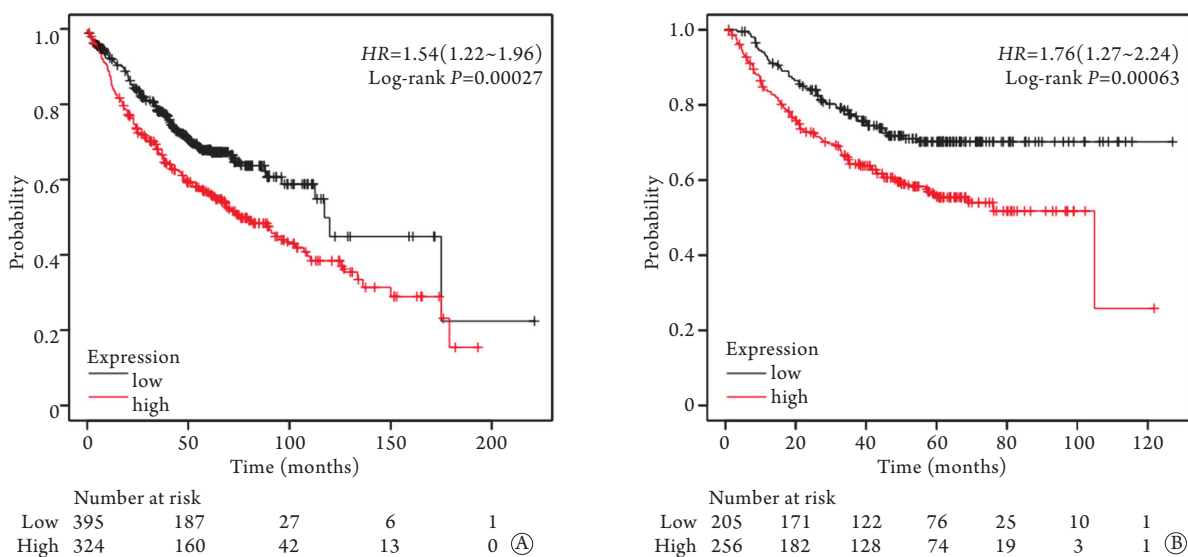 1.0
0.8
0.6
0.4
0.2
0
Probability
HR=1.54(1.22~1.96)
Log-rank P=0.00027
Expression
low
high
0 50 100 150 200
Time (months)
Number at risk
Low 395 187 27 6 1
High 324 160 42 13 0 Ⓐ
1.0
0.8
0.6
0.4
0.2
0
Probability
HR=1.76(1.27~2.24)
Log-rank P=0.00063
Expression
low
high
0 20 40 60 80 100 120
Time (months)
Number at risk
Low 205 171 122 76 25 10 1
High 256 182 128 74 19 3 1 Ⓑ